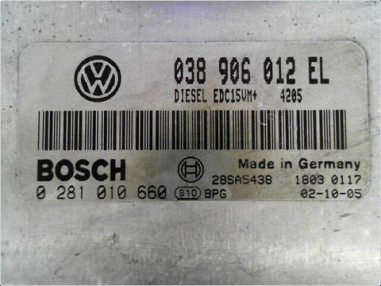 038 906 012 EL
DIESEL EDC15VM+ 4205
BOSCH
Made in Germany
28SA5438 1803 0117
0 281 010 660 S10 BPG 02-10-05